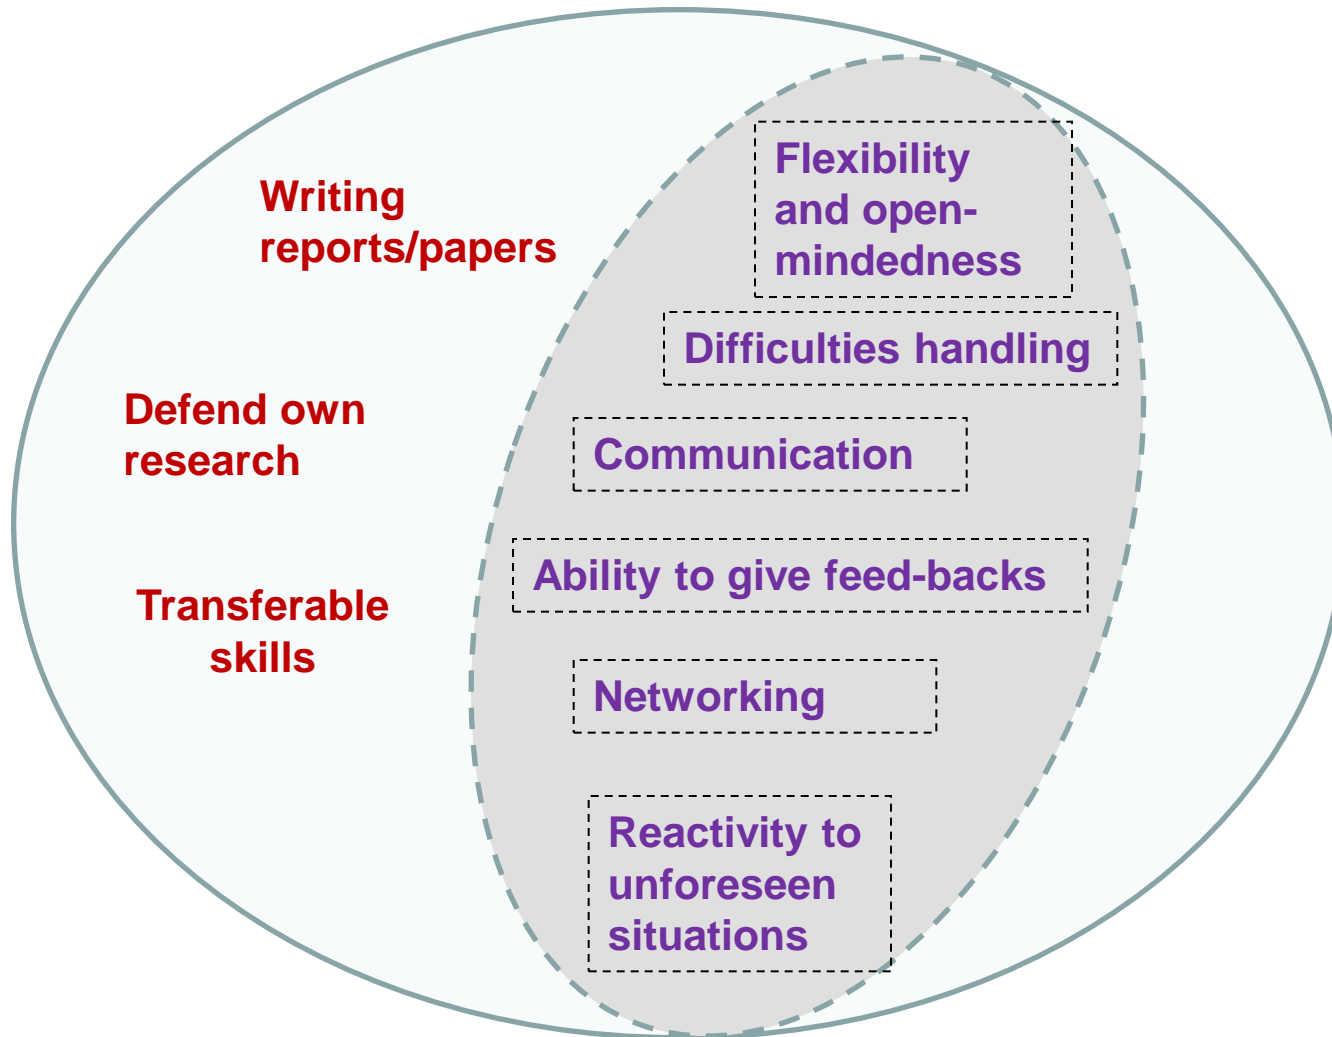 Writing
reports/papers
Defend own
research
Transferable
skills
Flexibility
and open-
mindedness
Difficulties handling
Communication
Ability to give feed-backs
Networking
Reactivity to
unforeseen
situations